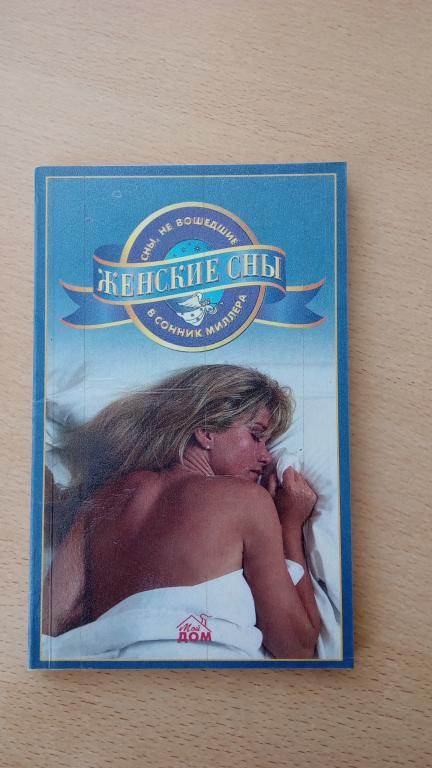 СНЫ, НЕ ВОШЕДШИЕ
ЖЕНСКИЕ СНЫ
В СОННИК МИЛЛЕРА
Мой
ДОМ